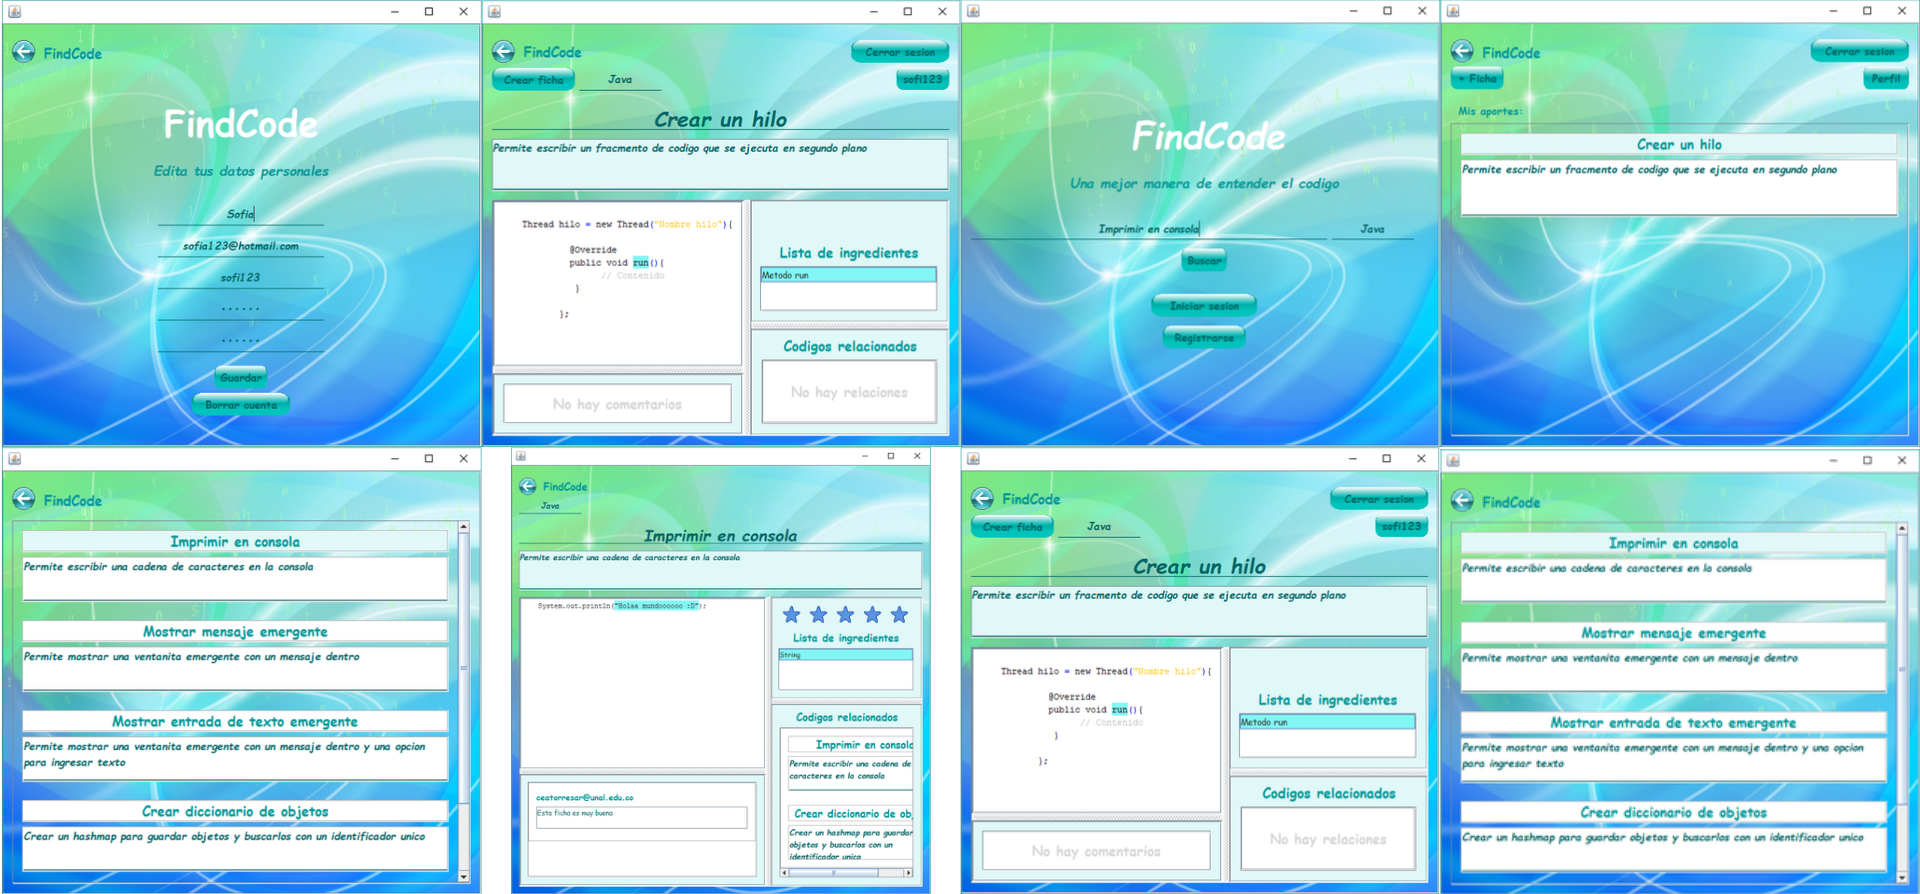 FindCode
FindCode
Edita tus datos personales
Sofia
sofia123@hotmail.com
sofi123
......
......
Guardar
Borrar cuenta
FindCode
Cerrar sesion
Crear ficha
Java
sofi123
Crear un hilo
Permite escribir un fracmento de codigo que se ejecuta en segundo plano
Thread hilo = new Thread("Nombre hilo"){
@Override
public void run(){
// Contenido
}
};
Lista de ingredientes
Metodo run
Codigos relacionados
No hay relaciones
No hay comentarios
FindCode
Una mejor manera de entender el codigo
Imprimir en consola
Java
Buscar
Iniciar sesion
Registrarse
FindCode
Cerrar sesion
+ Ficha
Perfil
Mis aportes:
Crear un hilo
Permite escribir un fracmento de codigo que se ejecuta en segundo plano
FindCode
Imprimir en consola
Permite escribir una cadena de caracteres en la consola
Mostrar mensaje emergente
Permite mostrar una ventanita emergente con un mensaje dentro
Mostrar entrada de texto emergente
Permite mostrar una ventanita emergente con un mensaje dentro y una opcion
para ingresar texto
Crear diccionario de objetos
Crear un hashmap para guardar objetos y buscarlos con un identificador unico
FindCode
Java
Imprimir en consola
Permite escribir una cadena de caracteres en la consola
System.out.println("Holaa mundoooooo :D");
Lista de ingredientes
String
Codigos relacionados
Imprimir en consola
Permite escribir una cadena de
caracteres en la consola
Crear diccionario de ob
Crear un hashmap para guardar
objetos y buscarlos con un
identificador unico
ceatorresar@unal.edu.co
Esta ficha es muy buena
FindCode
Cerrar sesion
Crear ficha
Java
sofi123
Crear un hilo
Permite escribir un fracmento de codigo que se ejecuta en segundo plano
Thread hilo = new Thread("Nombre hilo"){
@Override
public void run(){
// Contenido
}
};
Lista de ingredientes
Metodo run
Codigos relacionados
No hay relaciones
No hay comentarios
FindCode
Imprimir en consola
Permite escribir una cadena de caracteres en la consola
Mostrar mensaje emergente
Permite mostrar una ventanita emergente con un mensaje dentro
Mostrar entrada de texto emergente
Permite mostrar una ventanita emergente con un mensaje dentro y una opcion
para ingresar texto
Crear diccionario de objetos
Crear un hashmap para guardar objetos y buscarlos con un identificador unico